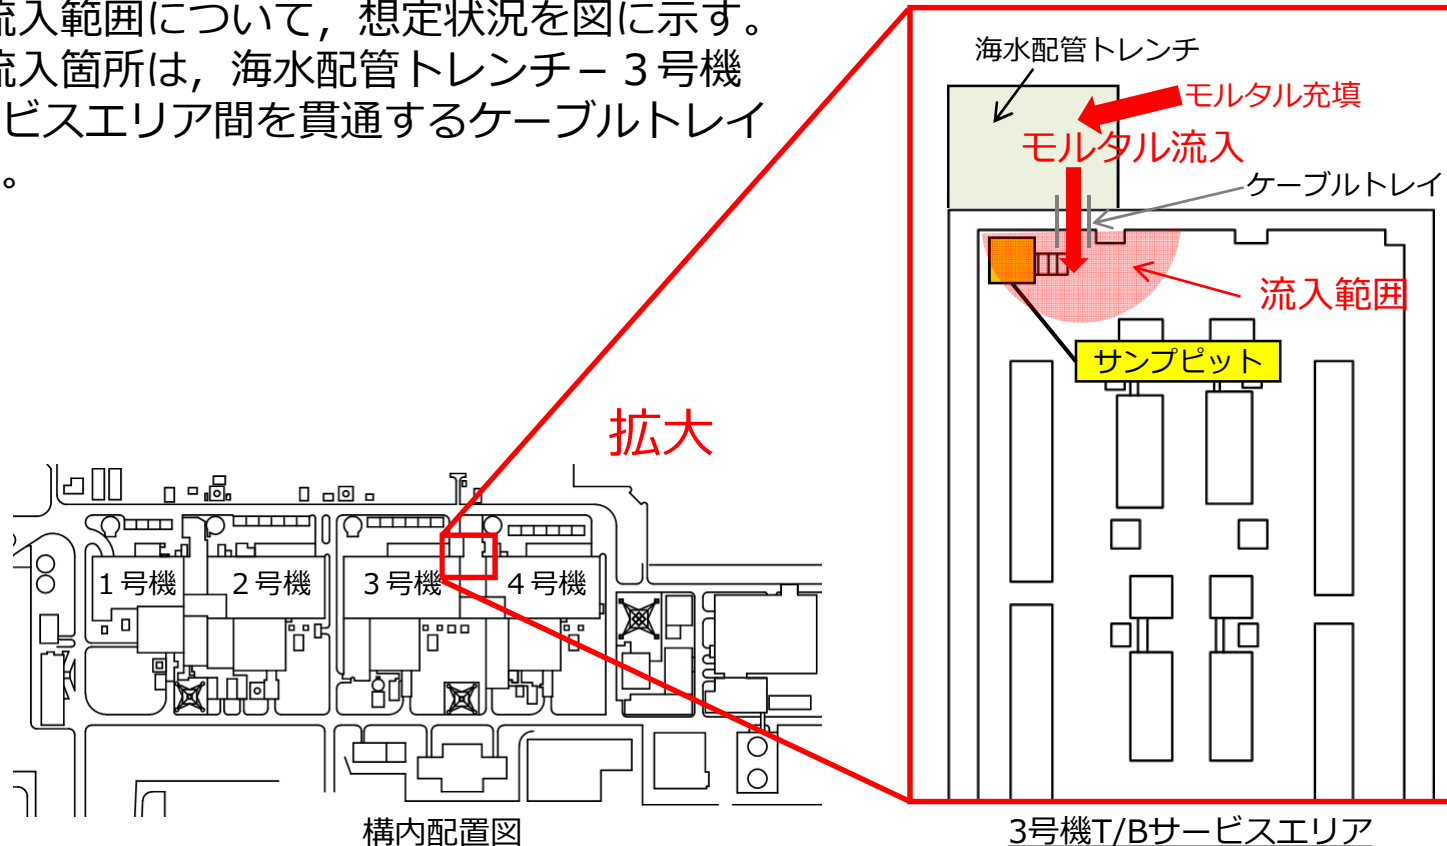 流入範囲について，想定状況を図に示す。
流入箇所は，海水配管トレンチ－３号機
ビスエリア間を貫通するケーブルトレイ
。
海水配管トレンチ
モルタル充填
モルタル流入
ケーブルトレイ
流入範囲
サンプピット
拡大
１号機
２号機
３号機
４号機
構内配置図
3号機T/Bサービスエリア